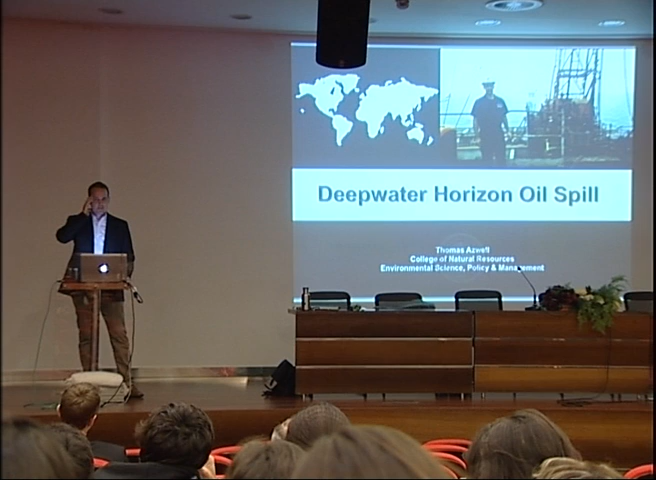 Deepwater Horizon Oil Spill
Thomas Azwell
College of Natural Resources
Environmental Science, Policy & Management